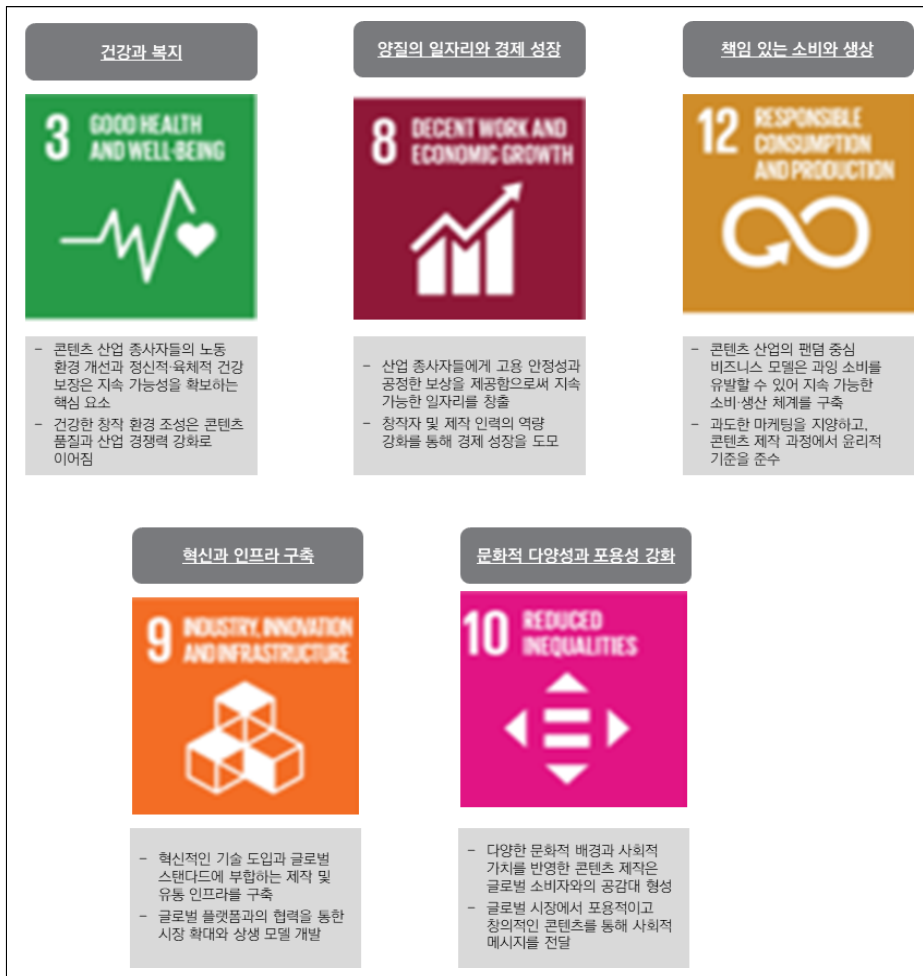 건강과 복지
3 GOOD HEALTH
AND WELL-BEING
- 콘텐츠 산업 종사자들의 노동
환경 개선과 정신적·육체적 건강
보장은 지속 가능성을 확보하는
핵심 요소
- 건강한 창작 환경 조성은 콘텐츠
품질과 산업 경쟁력 강화로
이어짐
양질의 일자리와 경제 성장
8 DECENT WORK AND
ECONOMIC GROWTH
- 산업 종사자들에게 고용 안정성과
공정한 보상을 제공함으로써 지속
가능한 일자리를 창출
- 창작자 및 제작 인력의 역량
강화를 통해 경제 성장을 도모
책임 있는 소비와 생상
12 RESPONSIBLE
CONSUMPTION
AND PRODUCTION
- 콘텐츠 산업의 팬덤 중심
비즈니스 모델은 과잉 소비를
유발할 수 있어 지속 가능한
소비·생산 체계를 구축
- 과도한 마케팅을 지양하고,
콘텐츠 제작 과정에서 윤리적
기준을 준수
혁신과 인프라 구축
9 INDUSTRY, INNOVATION
AND INFRASTRUCTURE
- 혁신적인 기술 도입과 글로벌
스탠다드에 부합하는 제작 및
유통 인프라를 구축
- 글로벌 플랫폼과의 협력을 통한
시장 확대와 상생 모델 개발
문화적 다양성과 포용성 강화
10 REDUCED
INEQUALITIES
- 다양한 문화적 배경과 사회적
가치를 반영한 콘텐츠 제작은
글로벌 소비자와의 공감대 형성
- 글로벌 시장에서 포용적이고
창의적인 콘텐츠를 통해 사회적
메시지를 전달